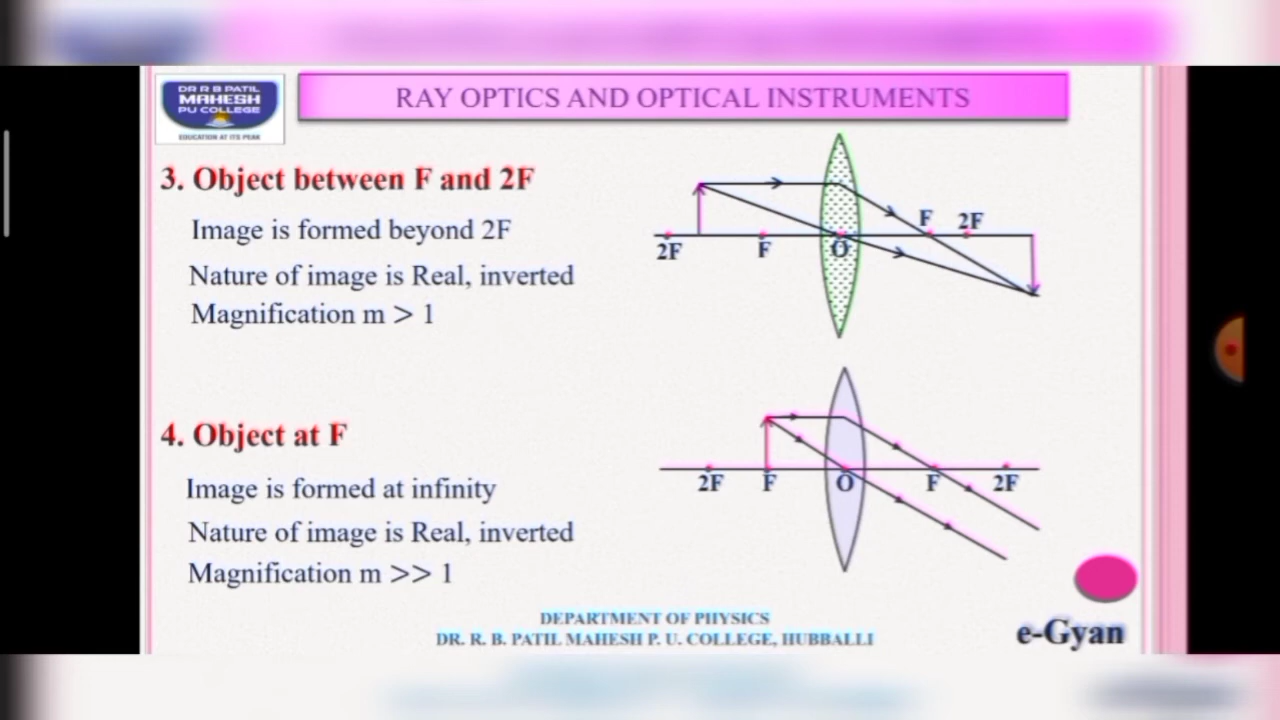 DR R B PATIL
MAHESH
PU COLLEGE
EDUCATION AT ITS PEAK
RAY OPTICS AND OPTICAL INSTRUMENTS
3. Object between F and 2F
Image is formed beyond 2F
Nature of image is Real, inverted
Magnification m > 1
2F F O F 2F
4. Object at F
Image is formed at infinity
Nature of image is Real, inverted
Magnification m >> 1
2F F O F 2F
DEPARTMENT OF PHYSICS
DR. R. B. PATIL MAHESH P. U. COLLEGE, HUBBALLI
e-Gyan